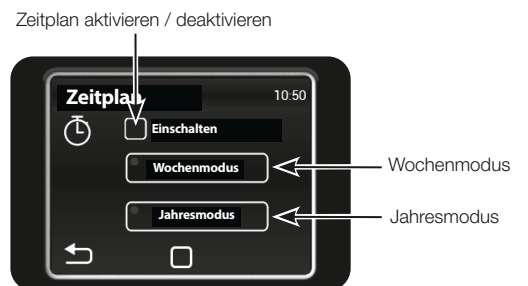 Zeitplan aktivieren / deaktivieren
Zeitplan 10:50
Einschalten
Wochenmodus
Wochenmodus
Jahresmodus
Jahresmodus